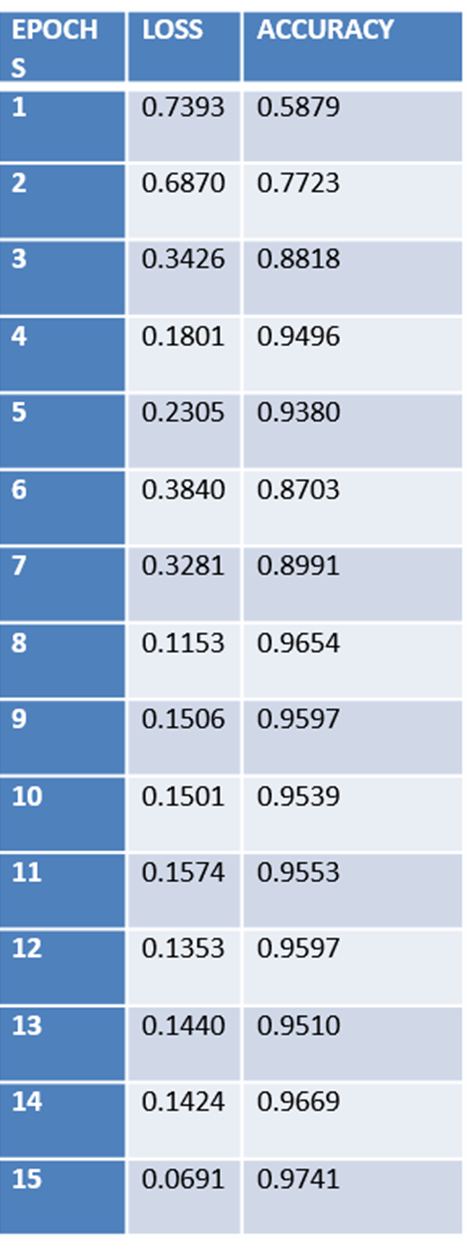 EPOCH LOSS ACCURACY
S
1 0.7393 0.5879
2 0.6870 0.7723
3 0.3426 0.8818
4 0.1801 0.9496
5 0.2305 0.9380
6 0.3840 0.8703
7 0.3281 0.8991
8 0.1153 0.9654
9 0.1506 0.9597
10 0.1501 0.9539
11 0.1574 0.9553
12 0.1353 0.9597
13 0.1440 0.9510
14 0.1424 0.9669
15 0.0691 0.9741